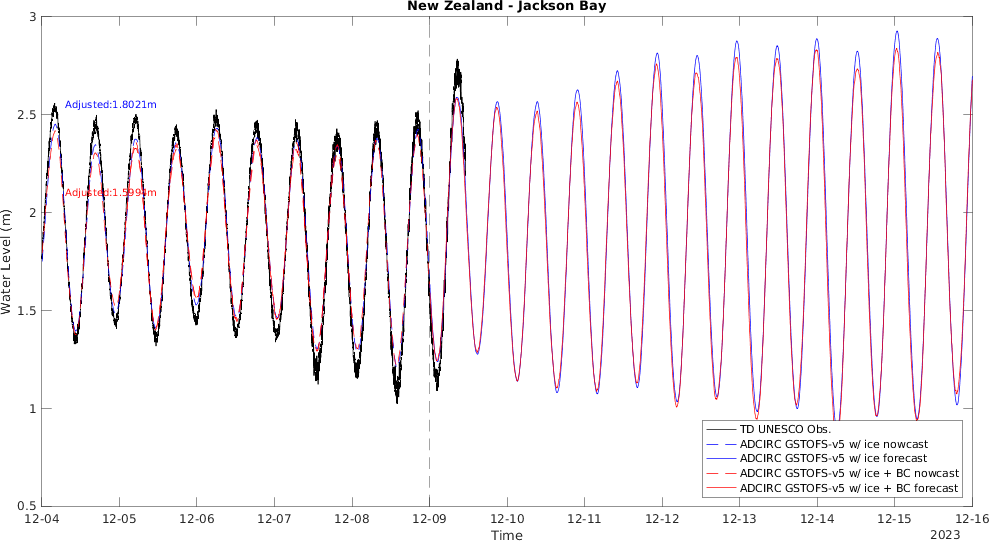 New Zealand - Jackson Bay
3
2.5
2
1.5
1
0.5
Water Level (m)
Adjusted:1.8021m
Adjusted:1.5994m
TD UNESCO Obs.
ADCIRC GSTOFS-v5 w/ ice nowcast
ADCIRC GSTOFS-v5 w/ ice forecast
ADCIRC GSTOFS-v5 w/ ice + BC nowcast
ADCIRC GSTOFS-v5 w/ ice + BC forecast
12-04 12-05 12-06 12-07 12-08 12-09 12-10 12-11 12-12 12-13 12-14 12-15 12-16
Time
2023